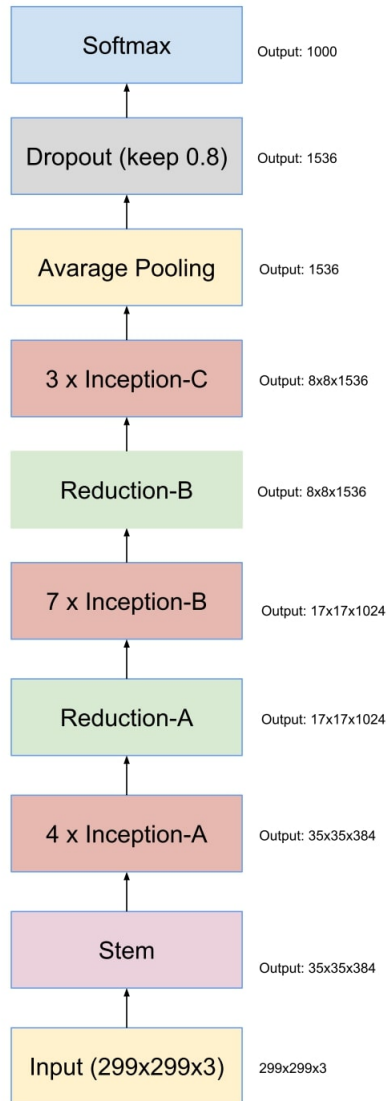 Softmax
Output: 1000
Dropout (keep 0.8)
Output: 1536
Avarage Pooling
Output: 1536
3 x Inception-C
Output: 8x8x1536
Reduction-B
Output: 8x8x1536
7 x Inception-B
Output: 17x17x1024
Reduction-A
Output: 17x17x1024
4 x Inception-A
Output: 35x35x384
Stem
Output: 35x35x384
Input (299x299x3)
299x299x3